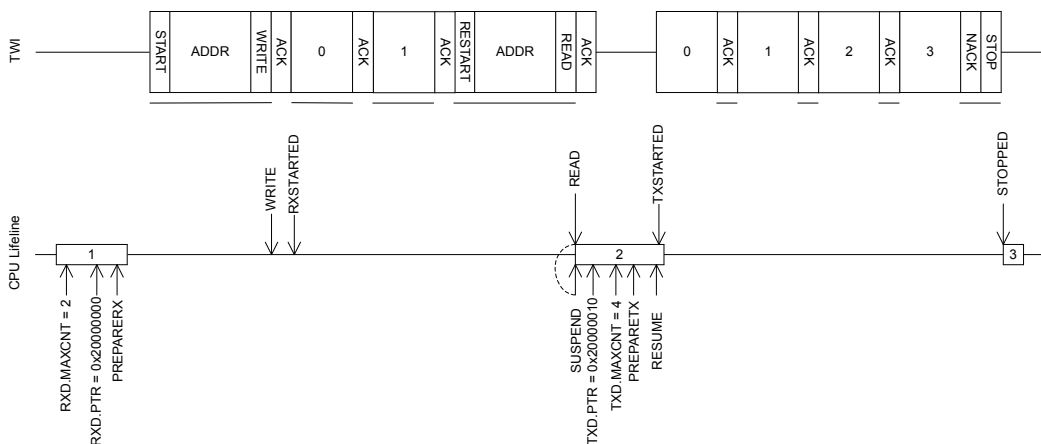 TWI
START
ADDR
WRITE
ACK
0
ACK
1
ACK
RESTART
ADDR
READ
ACK
0
ACK
1
ACK
2
ACK
3
NACK
STOP
CPU Lifeline
WRITE
RXSTARTED
READ
TXSTARTED
STOPPED
1
2
3
RXD.MAXCNT = 2
RXD.PTR = 0x20000000
PREPARERX
SUSPEND
TXD.PTR = 0x20000010
TXD.MAXCNT = 4
PREPARETX
RESUME